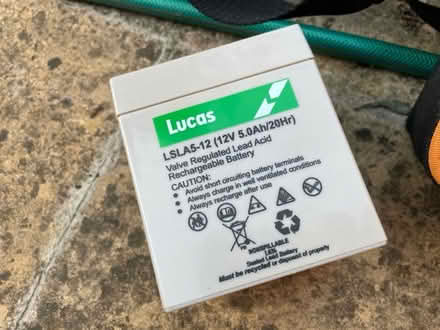 Lucas
LSLA5-12 (12V 5.0Ah/20Hr)
Valve Regulated Lead Acid
Rechargeable Battery
CAUTION:
• Avoid short circuiting battery terminals
• Always charge in well ventilated conditions
• Always recharge after use
Pb
NONSPILLABLE
Sealed Lead Battery
Must be recycled or disposed of properly